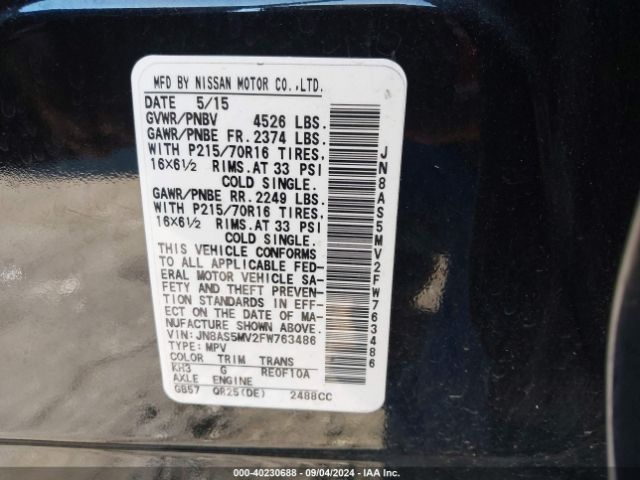 MFD BY NISSAN MOTOR CO.,LTD.
DATE 5/15
GVWR/PNBV 4526 LBS.
GAWR/PNBE FR. 2374 LBS.
WITH P215/70R16 TIRES,
16X6½ RIMS.AT 33 PSI
COLD SINGLE.
GAWR/PNBE RR. 2249 LBS.
WITH P215/70R16 TIRES,
16X6½ RIMS.AT 33 PSI
COLD SINGLE.
THIS VEHICLE CONFORMS
TO ALL APPLICABLE FED-
ERAL MOTOR VEHICLE SA-
FETY AND THEFT PREVEN-
TION STANDARDS IN EFF-
ECT ON THE DATE OF MA-
NUFACTURE SHOWN ABOVE.
VIN: JN8AS5MV2FW763486
TYPE: MPV
COLOR TRIM TRANS
KH3 G RE0F10A
AXLE ENGINE
GB57 QR25(DE) 2488CC
JN8AS5MV2FW763486
000-40230688 - 09/04/2024 - IAA Inc.